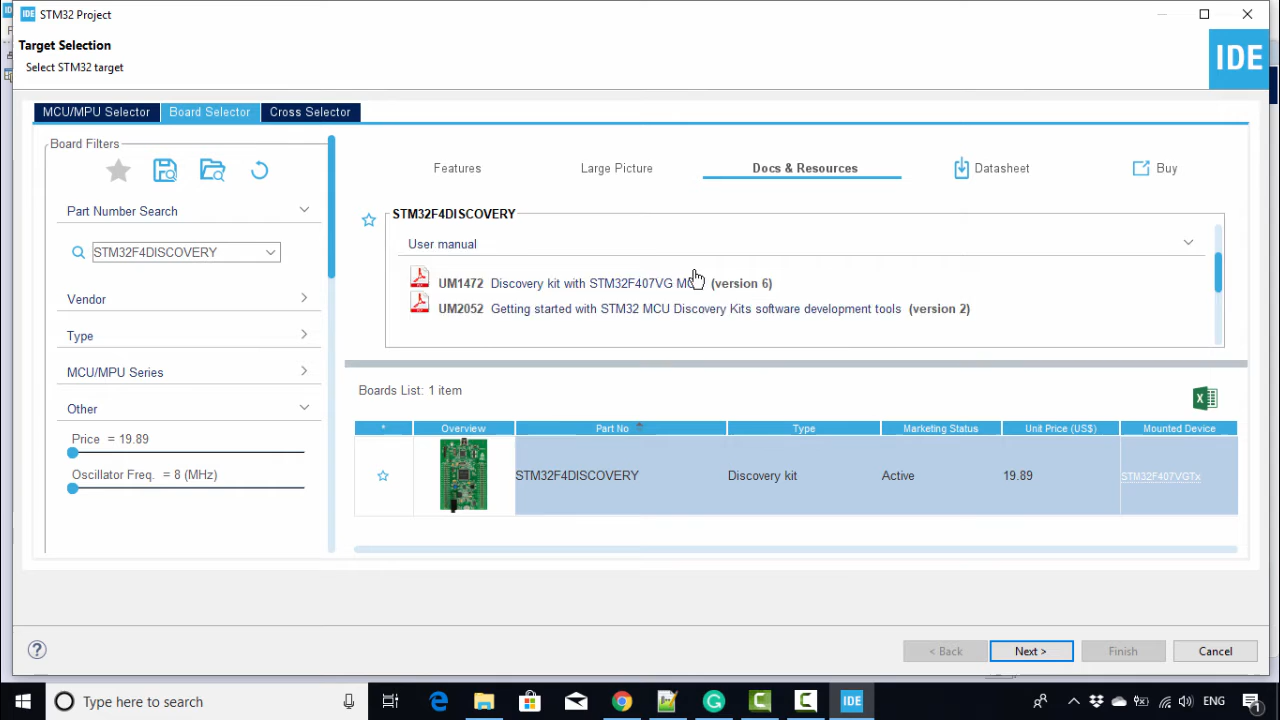 IDE STM32 Project
Target Selection
Select STM32 target
IDE
MCU/MPU Selector Board Selector Cross Selector
Board Filters
Features Large Picture Docs & Resources Datasheet Buy
Part Number Search
STM32F4DISCOVERY
Vendor
Type
MCU/MPU Series
Other
Price = 19.89
Oscillator Freq. = 8 (MHz)
STM32F4DISCOVERY
User manual
UM1472 Discovery kit with STM32F407VG (version 6)
UM2052 Getting started with STM32 MCU Discovery Kits software development tools (version 2)
Boards List: 1 item
* Overview Part No Type Marketing Status Unit Price (US$) Mounted Device
STM32F4DISCOVERY Discovery kit Active 19.89 STM32F407VGTx
< Back Next > Finish Cancel
Type here to search
IDE
ENG
1